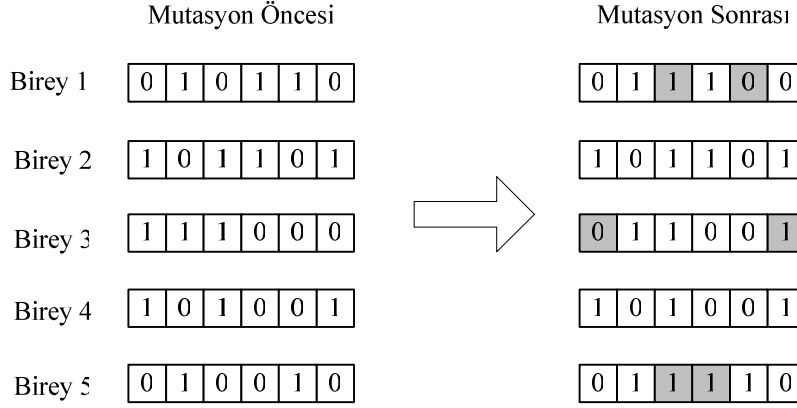 Mutasyon Öncesi Mutasyon Sonrası
Birey 1 0 1 0 1 1 0 0 1 1 1 0 0
Birey 2 1 0 1 1 0 1 1 0 1 1 0 1
Birey 3 1 1 1 0 0 0 0 1 1 0 0 1
Birey 4 1 0 1 0 0 1 1 0 1 0 0 1
Birey 5 0 1 0 0 1 0 0 1 1 1 1 0